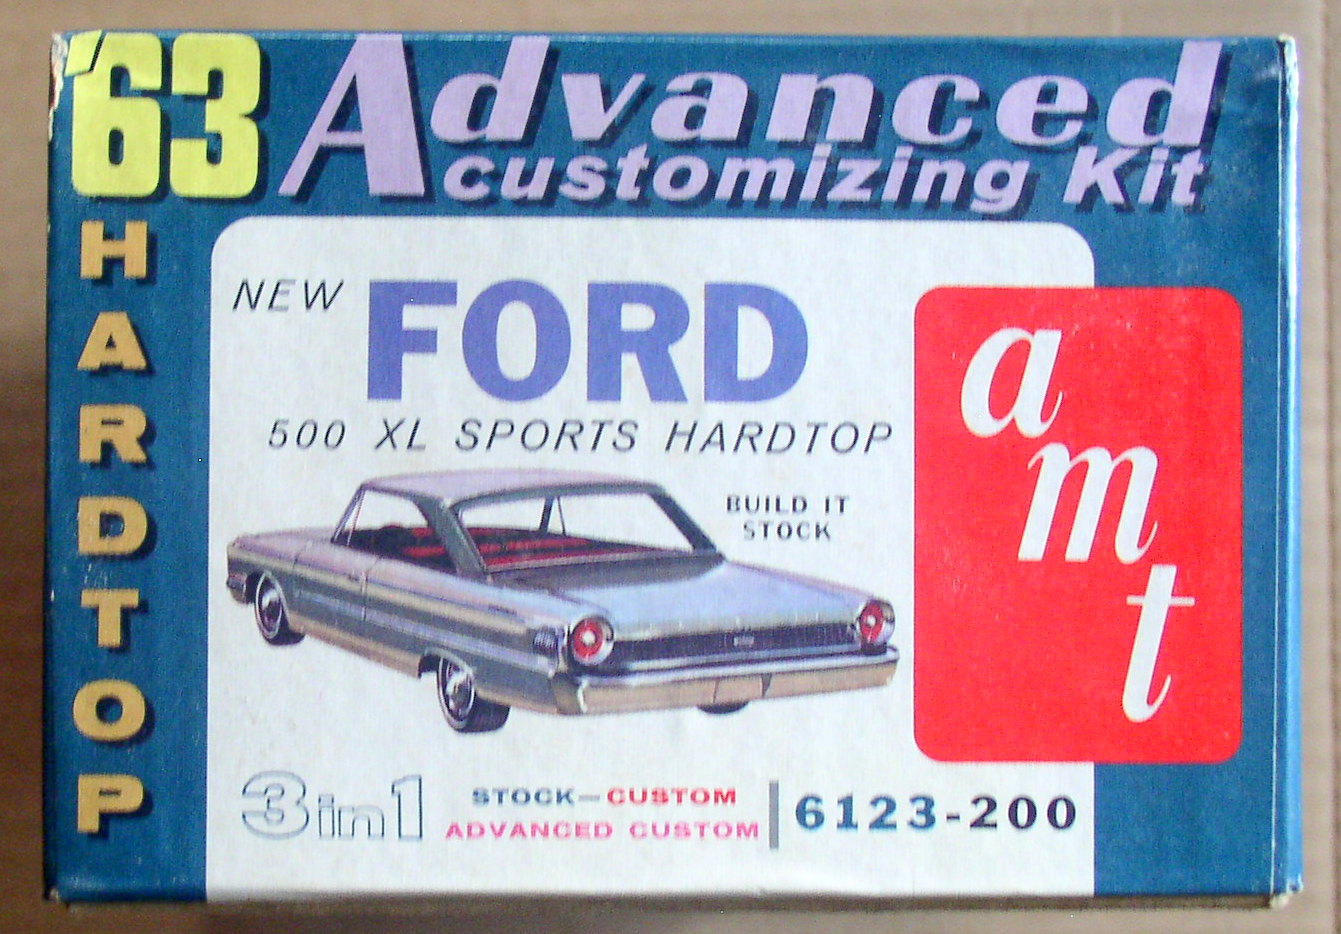 '63 Advanced
customizing Kit
HARDTOP
NEW FORD
500 XL SPORTS HARDTOP
BUILD IT
STOCK
amt
3in1
STOCK—CUSTOM
ADVANCED CUSTOM
6123-200